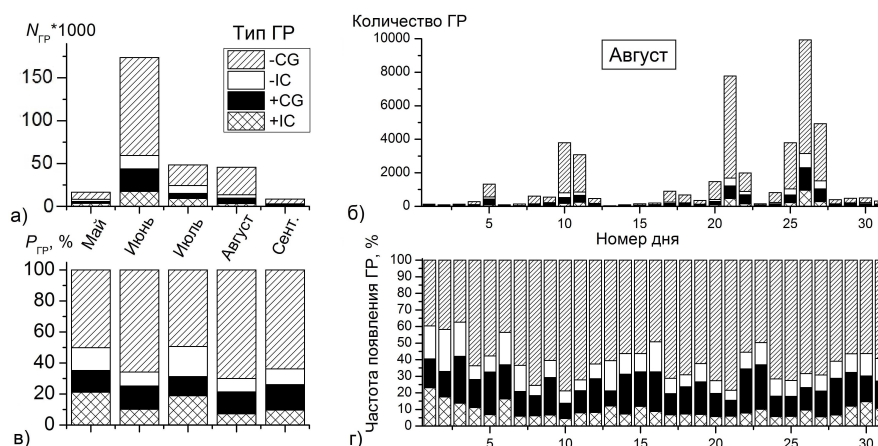 а)
N_ГР*1000
150
100
50
0
Тип ГР
-CG
-IC
+CG
+IC
Май
Июнь
Июль
Август
Сент.
б)
Количество ГР
10000
8000
6000
4000
2000
0
Август
5
10
15
20
25
30
Номер дня
в)
P_ГР, %
100
80
60
40
20
0
г)
Частота появления ГР, %
100
90
80
70
60
50
40
30
20
10
0
5
10
15
20
25
30